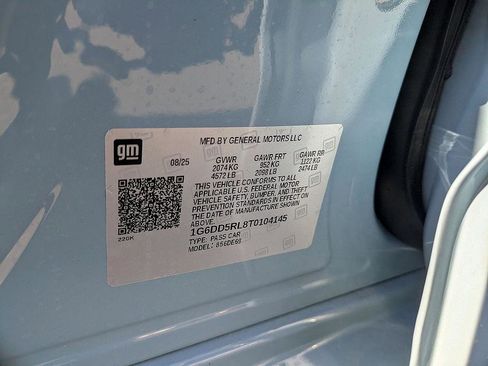 MFD BY GENERAL MOTORS LLC
gm
08/25
GVWR GAWR FRT GAWR RR
2074 KG 952 KG 1122 KG
4572 LB 2098 LB 2474 LB
THIS VEHICLE CONFORMS TO ALL
APPLICABLE U.S. FEDERAL MOTOR
VEHICLE SAFETY, BUMPER, AND THEFT
PREVENTION STANDARDS IN EFFECT ON
THE DATE OF MANUFACTURE SHOWN
ABOVE.
1G6DD5RL8T0104145
220K
TYPE: PASS CAR
MODEL: 856DE69